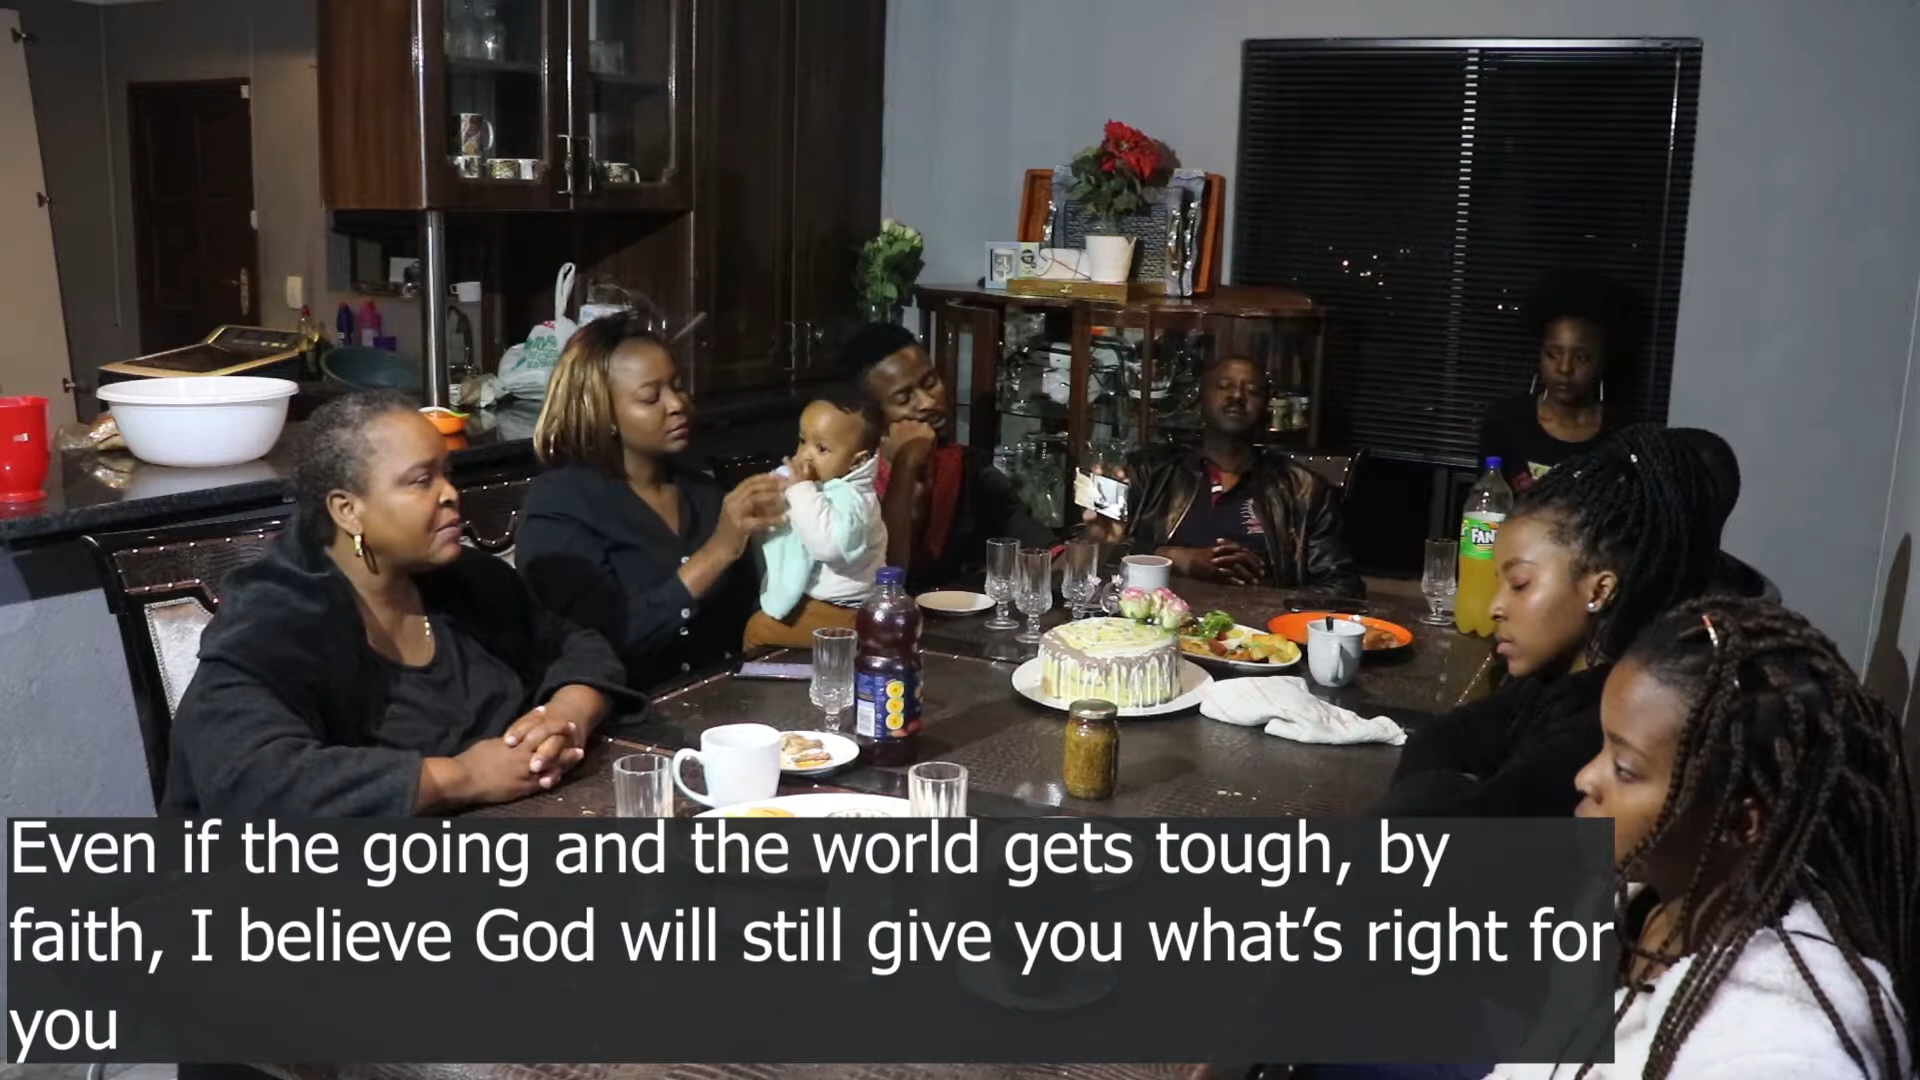 FAN
Even if the going and the world gets tough, by
faith, I believe God will still give you what’s right for
you